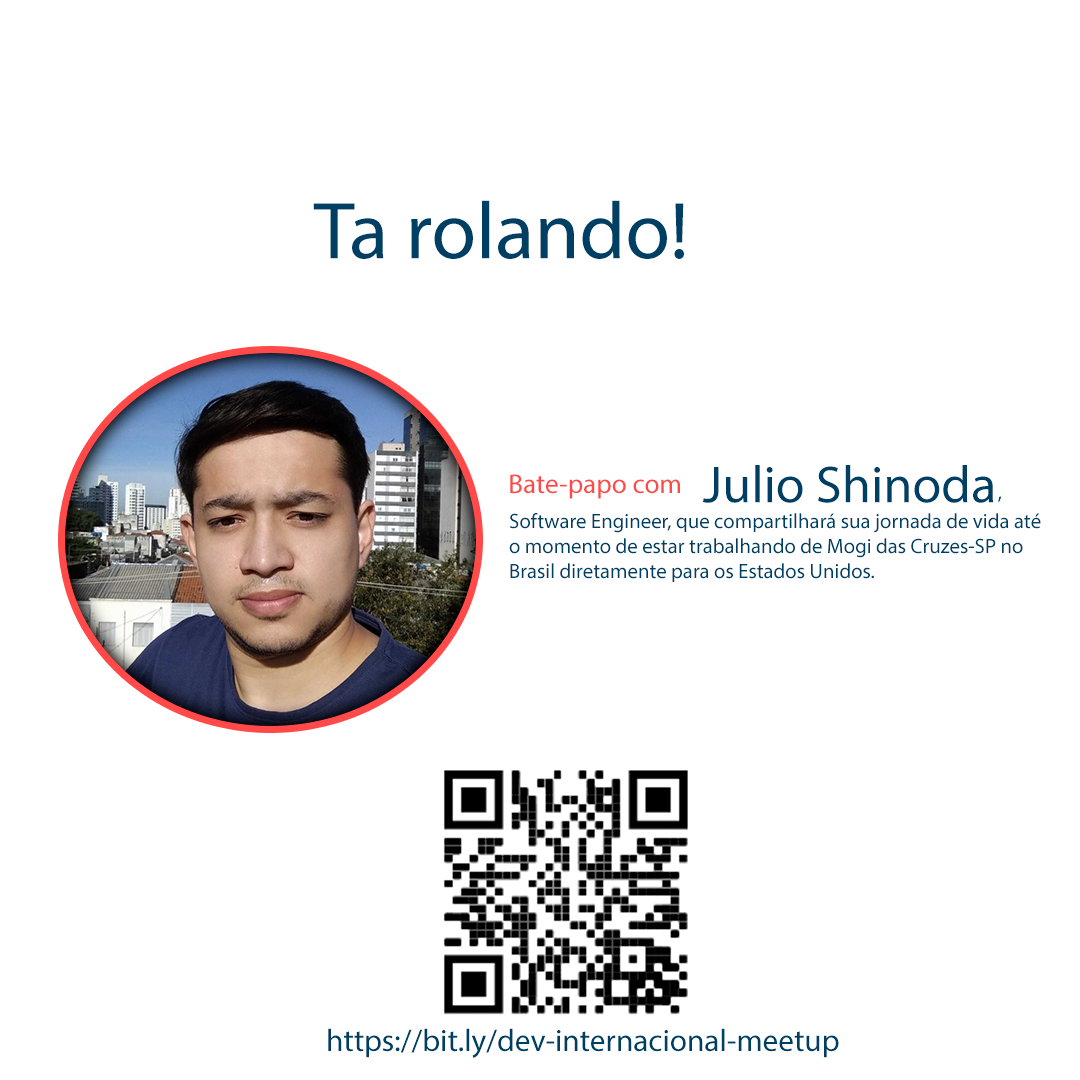 Ta rolando!
Bate-papo com Julio Shinoda,
Software Engineer, que compartilhará sua jornada de vida até
o momento de estar trabalhando de Mogi das Cruzes-SP no
Brasil diretamente para os Estados Unidos.
https://bit.ly/dev-internacional-meetup